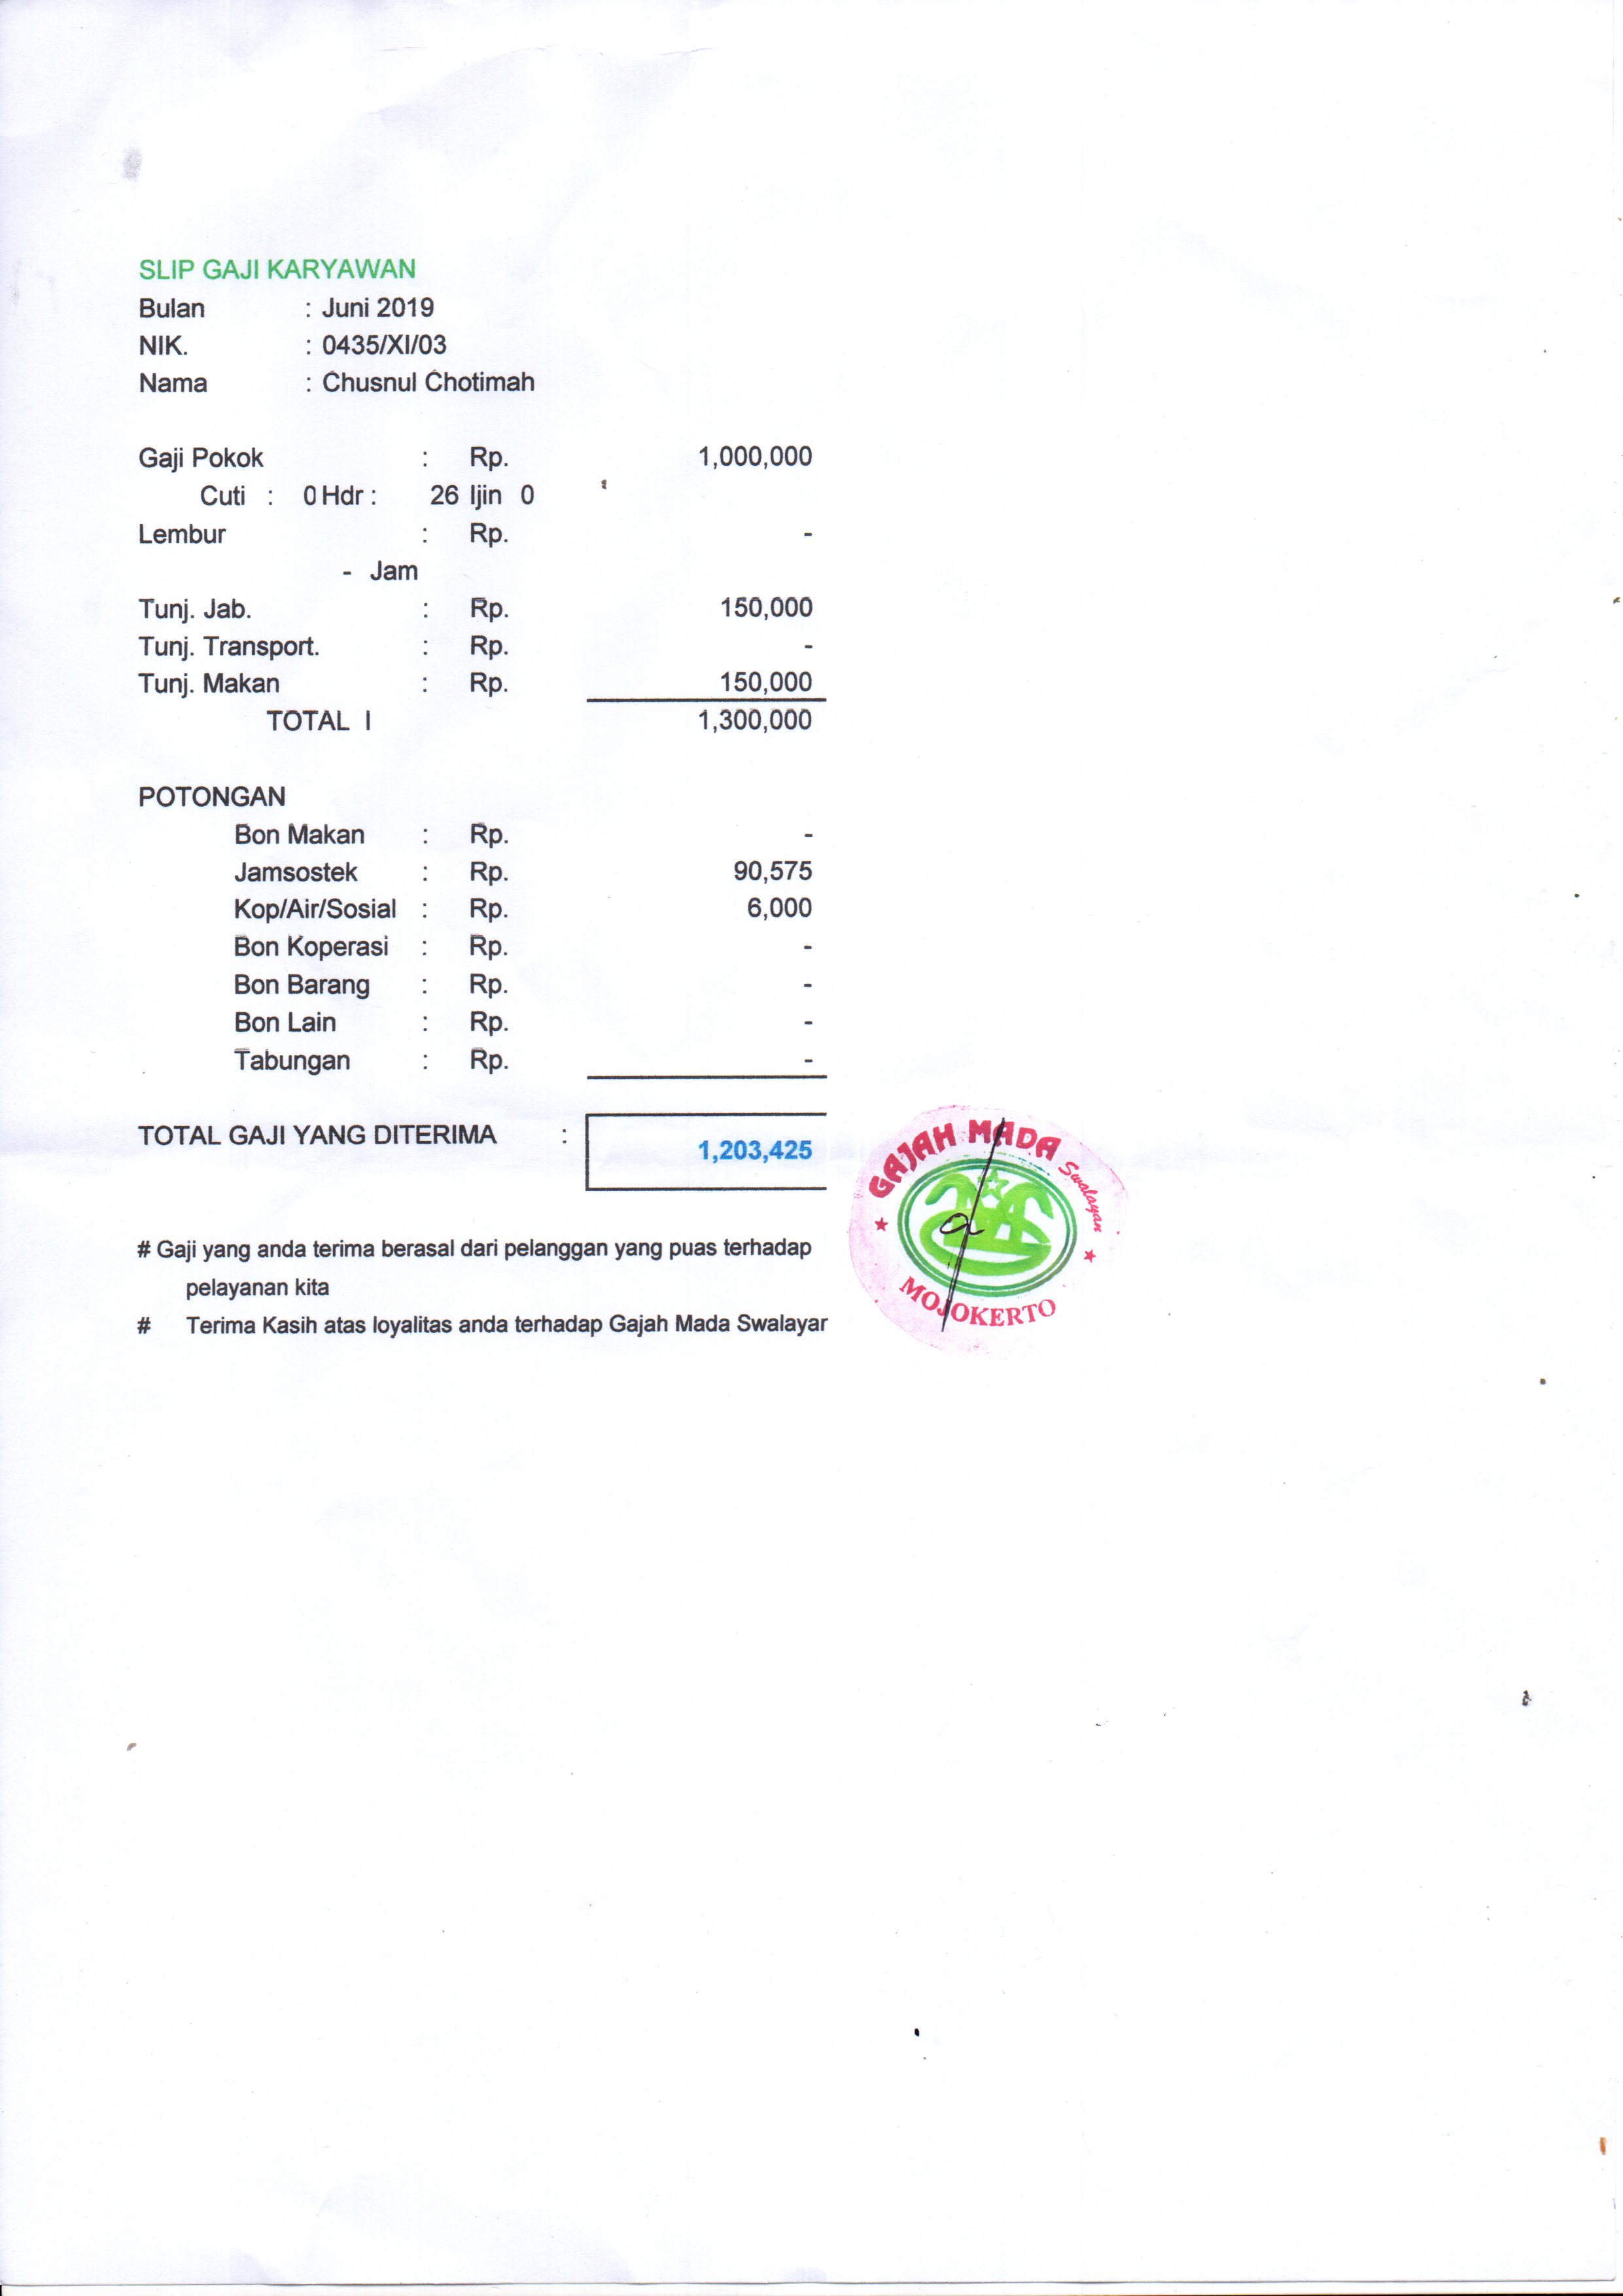 SLIP GAJI KARYAWAN
Bulan : Juni 2019
NIK. : 0435/XI/03
Nama : Chusnul Chotimah
Gaji Pokok : Rp. 1,000,000
Cuti : 0 Hdr : 26 Ijin 0
Lembur : Rp. -
- Jam
Tunj. Jab. : Rp. 150,000
Tunj. Transport. : Rp. -
Tunj. Makan : Rp. 150,000
TOTAL I 1,300,000
POTONGAN
Bon Makan : Rp. -
Jamsostek : Rp. 90,575
Kop/Air/Sosial : Rp. 6,000
Bon Koperasi : Rp. -
Bon Barang : Rp. -
Bon Lain : Rp. -
Tabungan : Rp. -
TOTAL GAJI YANG DITERIMA : 1,203,425
GAJAH MADA Swalayan
MOJOKERTO
# Gaji yang anda terima berasal dari pelanggan yang puas terhadap
pelayanan kita
# Terima Kasih atas loyalitas anda terhadap Gajah Mada Swalayar